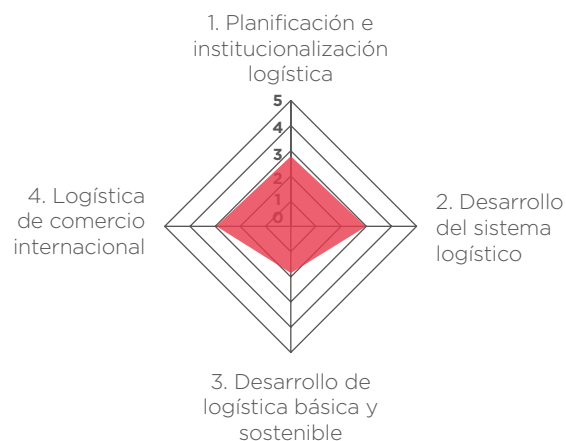 1. Planificación e
institucionalización
logística
5
4
3
2
1
0
4. Logística
de comercio
internacional
2. Desarrollo
del sistema
logístico
3. Desarrollo de
logística básica y
sostenible